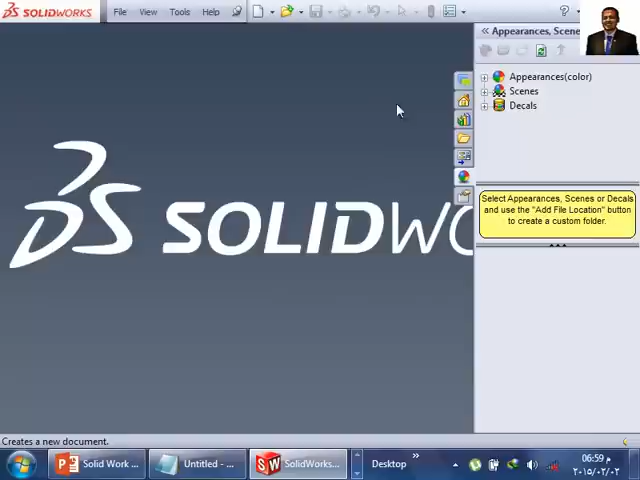 SOLIDWORKS
File View Tools Help
Appearances, Scene
Appearances(color)
Scenes
Decals
Select Appearances, Scenes or Decals
and use the "Add File Location" button
to create a custom folder.
SOLIDWO
Creates a new document.
Solid Work ...
Untitled - ...
SolidWorks...
Desktop
06:59 م
٢٠١٥/٠٢/٠٢